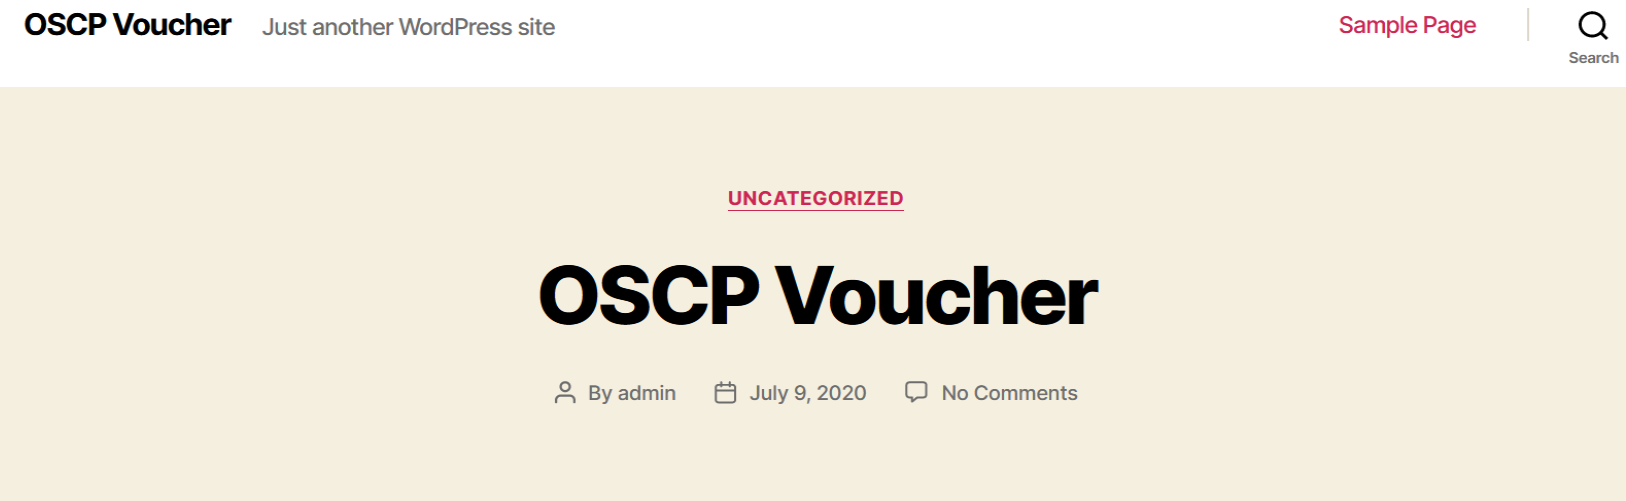 OSCP Voucher Just another WordPress site Sample Page
Search
UNCATEGORIZED
OSCP Voucher
By admin July 9, 2020 No Comments